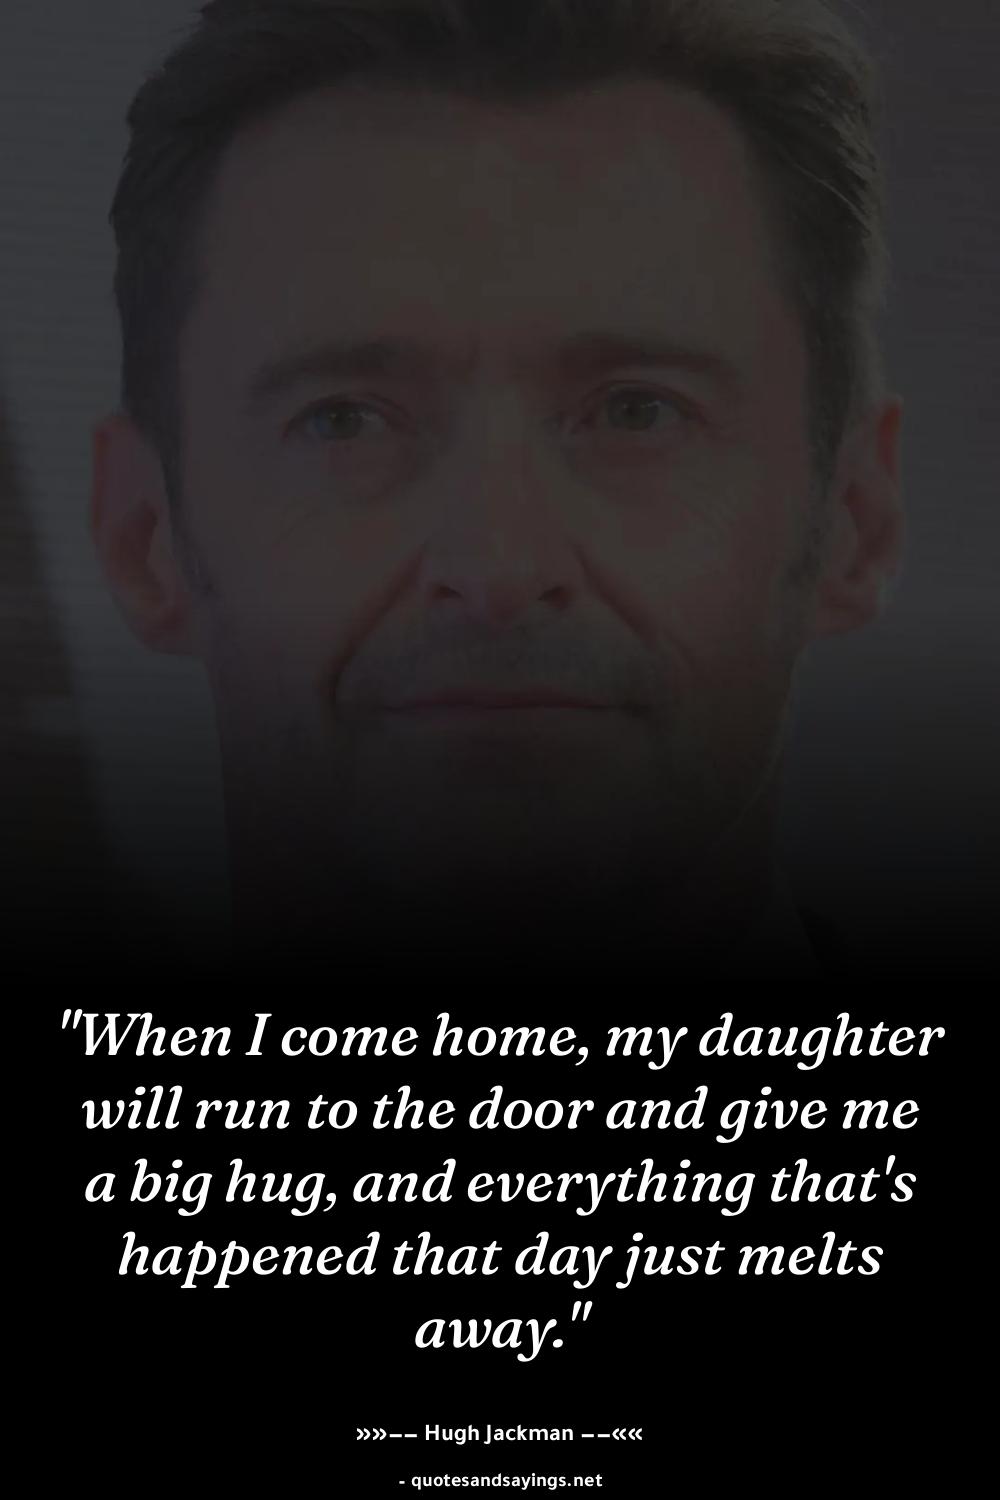 "When I come home, my daughter
will run to the door and give me
a big hug, and everything that's
happened that day just melts
away."
»»−− Hugh Jackman −−««
- quotesandsayings.net